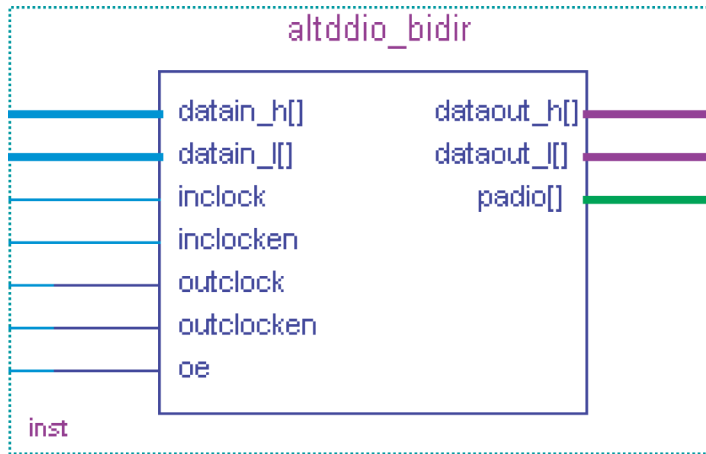 altddio_bidir
datain_h[] dataout_h[]
datain_l[] dataout_l[]
inclock padio[]
inclocken
outclock
outclocken
oe
inst